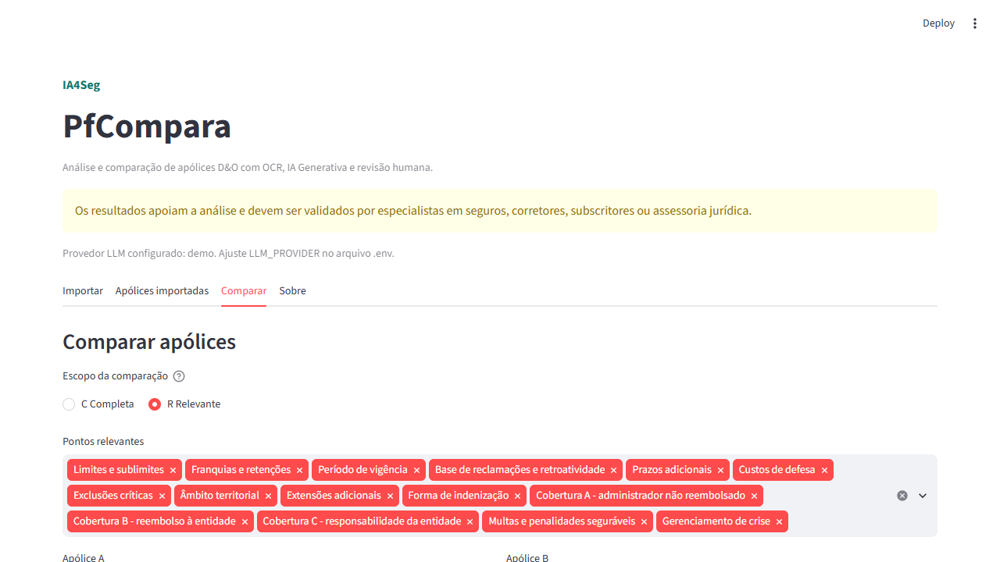 Deploy
IA4Seg
PfCompara
Análise e comparação de apólices D&O com OCR, IA Generativa e revisão humana.
Os resultados apoiam a análise e devem ser validados por especialistas em seguros, corretores, subscritores ou assessoria jurídica.
Provedor LLM configurado: demo. Ajuste LLM_PROVIDER no arquivo .env.
Importar Apólices importadas Comparar Sobre
Comparar apólices
Escopo da comparação
C Completa R Relevante
Pontos relevantes
Limites e sublimites Franquias e retenções Período de vigência Base de reclamações e retroatividade Prazos adicionais Custos de defesa
Exclusões críticas Âmbito territorial Extensões adicionais Forma de indenização Cobertura A - administrador não reembolsado
Cobertura B - reembolso à entidade Cobertura C - responsabilidade da entidade Multas e penalidades seguráveis Gerenciamento de crise
Apólice A Apólice B